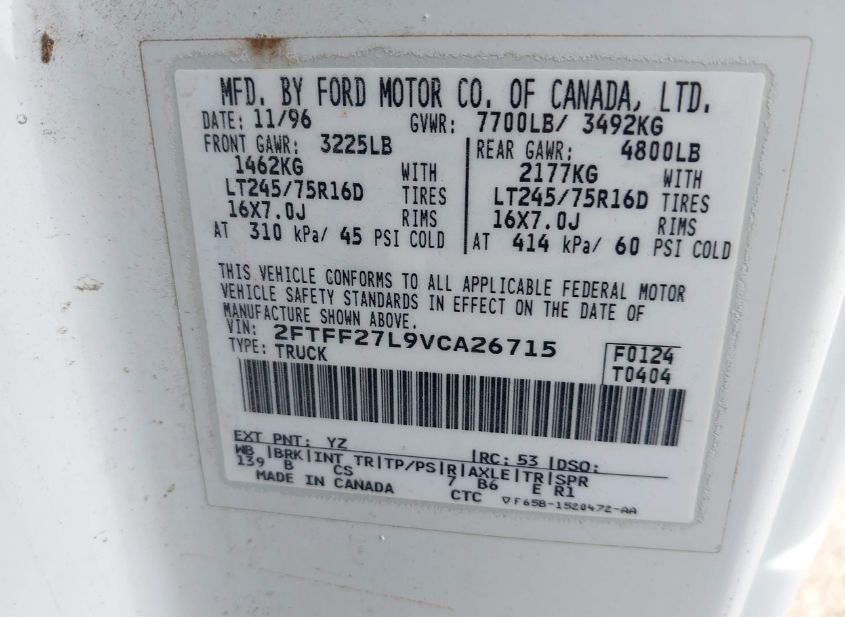 MFD. BY FORD MOTOR CO. OF CANADA, LTD.
DATE: 11/96 GVWR: 7700LB/ 3492KG
FRONT GAWR: 3225LB
1462KG WITH
LT245/75R16D TIRES
16X7.0J RIMS
AT 310 kPa/ 45 PSI COLD
REAR GAWR: 4800LB
2177KG WITH
LT245/75R16D TIRES
16X7.0J RIMS
AT 414 kPa/ 60 PSI COLD
THIS VEHICLE CONFORMS TO ALL APPLICABLE FEDERAL MOTOR
VEHICLE SAFETY STANDARDS IN EFFECT ON THE DATE OF
MANUFACTURE SHOWN ABOVE.
VIN: 2FTFF27L9VCA26715
TYPE: TRUCK
F0124
T0404
EXT PNT: YZ RC: 53 DSO:
WB BRK INT TR TP/PS R AXLE TR SPR
139 B CS 7 B6 E R1
MADE IN CANADA CTC ▽F65B-1520472-AA